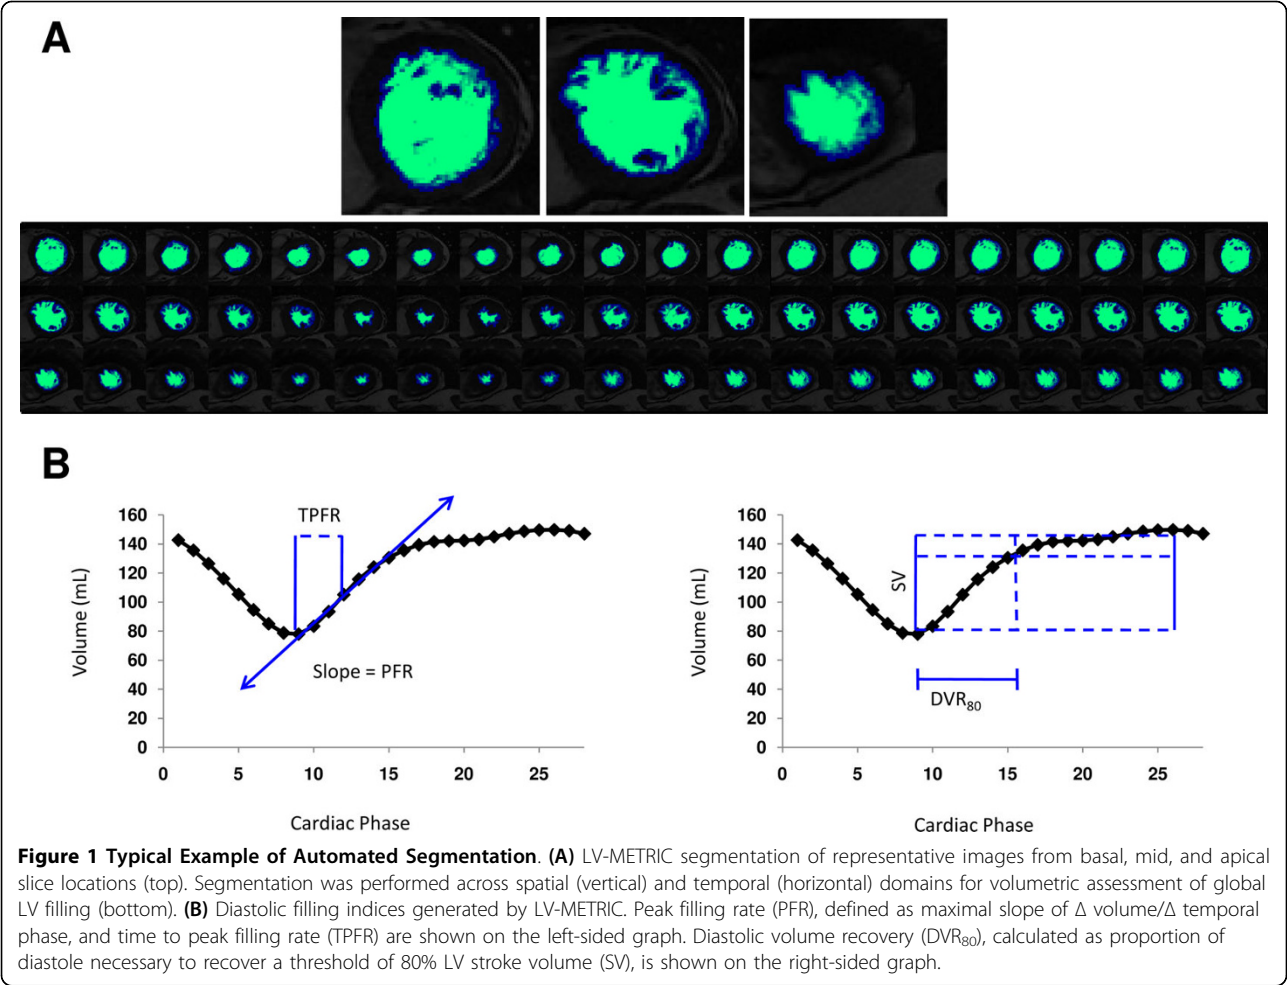 A
B
TPFR
160
140
120
100
80
60
40
20
0
Volume (mL)
Slope = PFR
0 5 10 15 20 25
Cardiac Phase
160
140
120
100
80
60
40
20
0
Volume (mL)
SV
DVR80
0 5 10 15 20 25
Cardiac Phase
Figure 1 Typical Example of Automated Segmentation. (A) LV-METRIC segmentation of representative images from basal, mid, and apical
slice locations (top). Segmentation was performed across spatial (vertical) and temporal (horizontal) domains for volumetric assessment of global
LV filling (bottom). (B) Diastolic filling indices generated by LV-METRIC. Peak filling rate (PFR), defined as maximal slope of Δ volume/Δ temporal
phase, and time to peak filling rate (TPFR) are shown on the left-sided graph. Diastolic volume recovery (DVR80), calculated as proportion of
diastole necessary to recover a threshold of 80% LV stroke volume (SV), is shown on the right-sided graph.